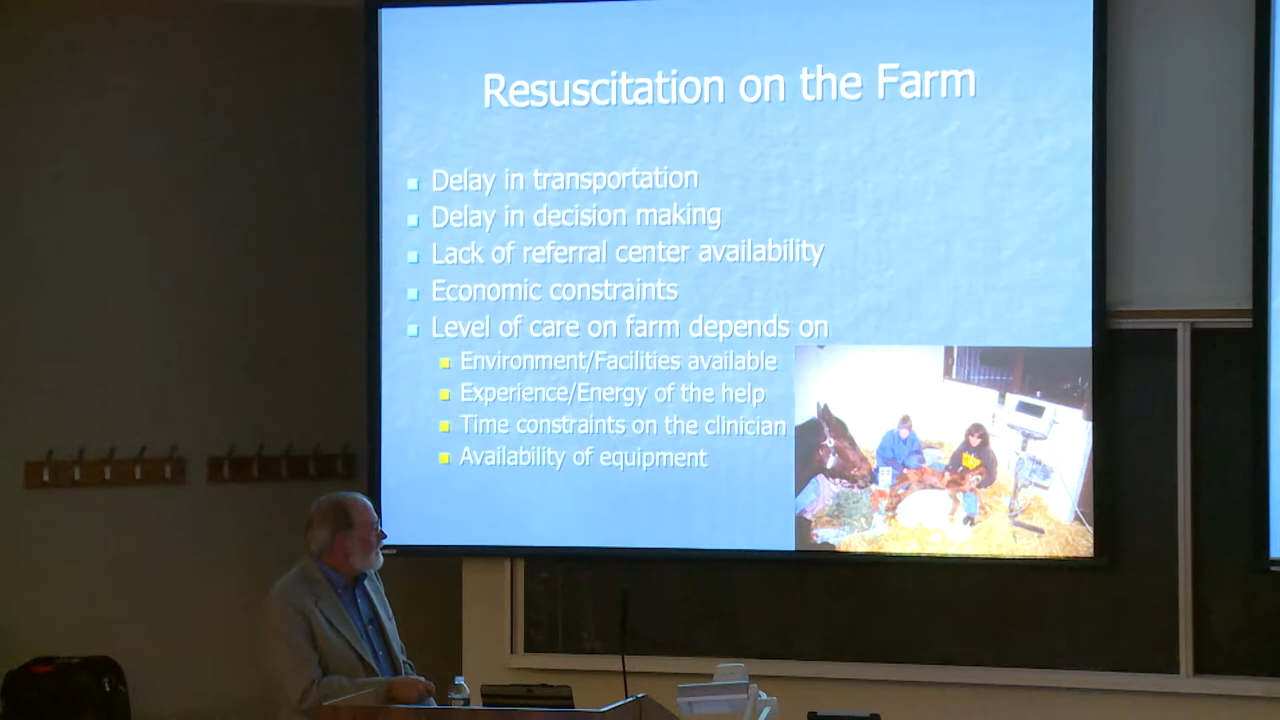 Resuscitation on the Farm
Delay in transportation
Delay in decision making
Lack of referral center availability
Economic constraints
Level of care on farm depends on
Environment/Facilities available
Experience/Energy of the help
Time constraints on the clinician
Availability of equipment